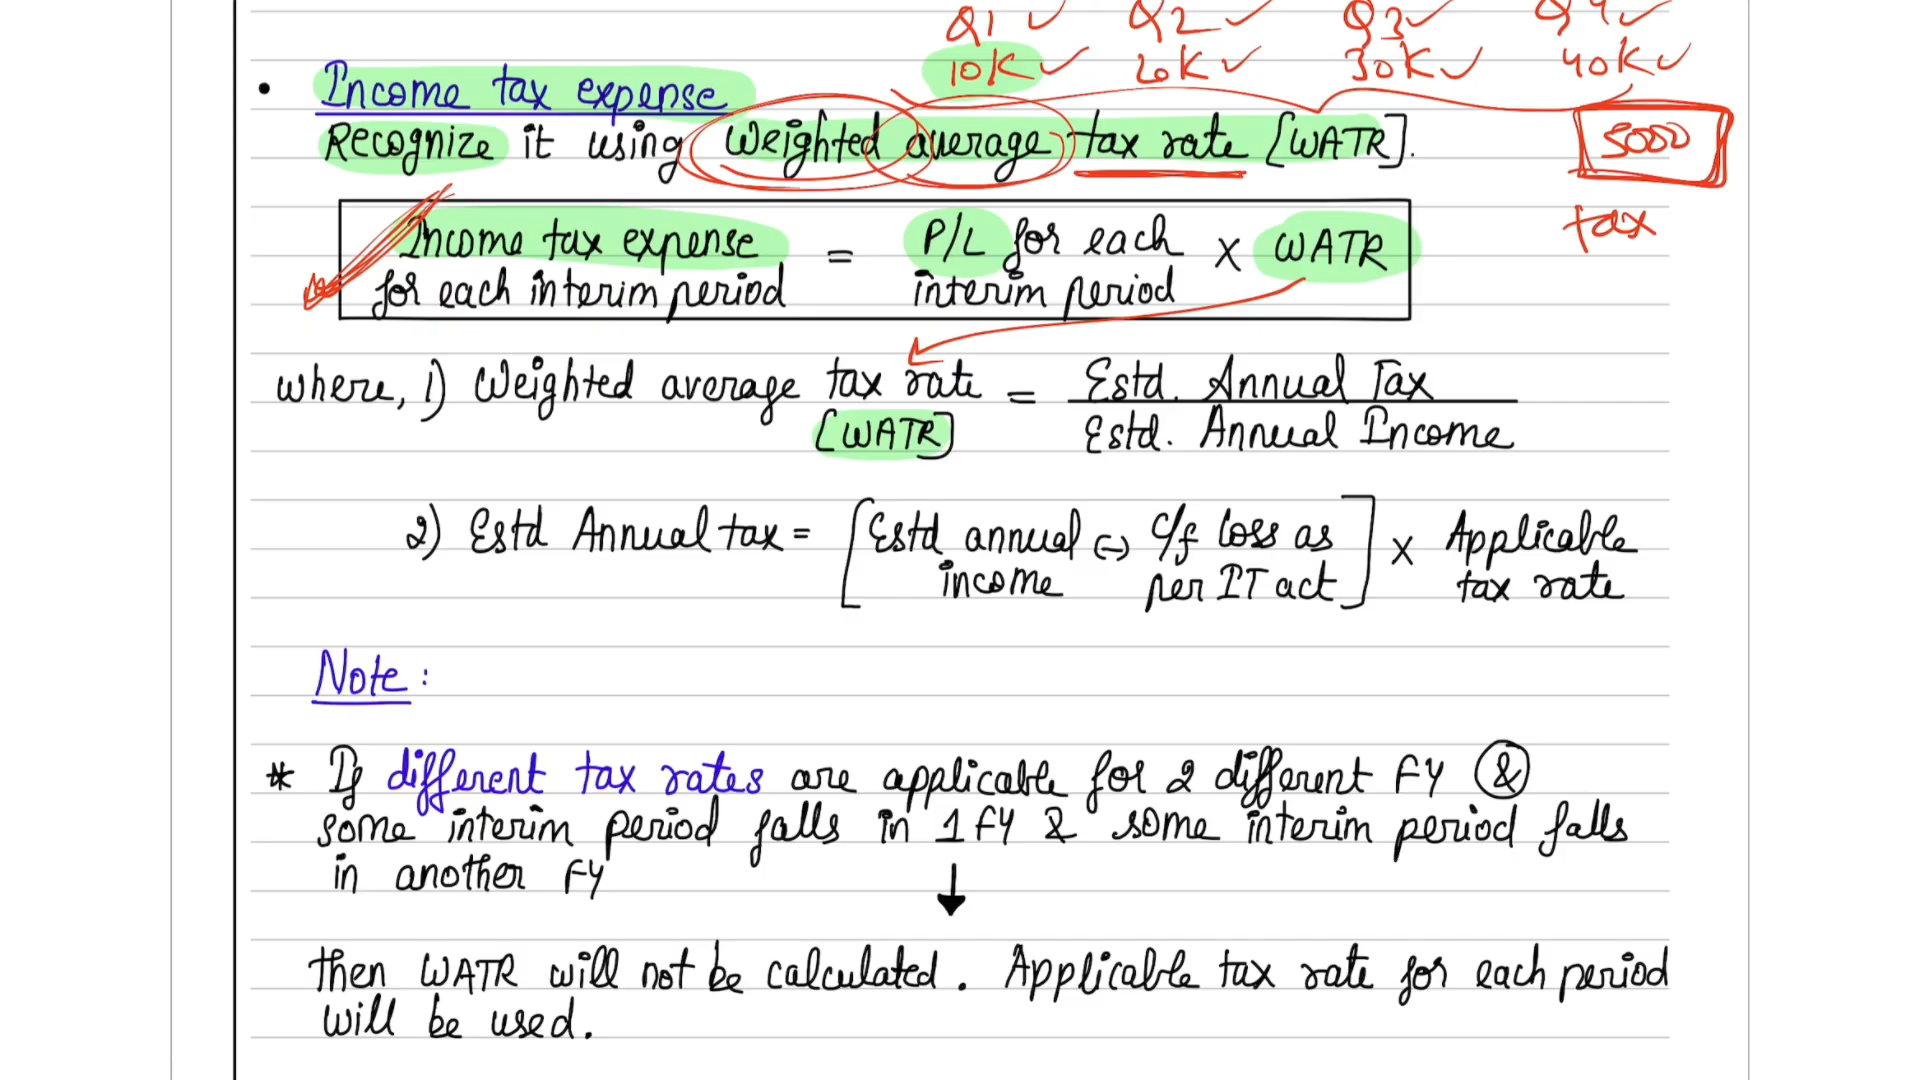 Q1 ✓ Q2 ✓ Q3 ✓ Q4 ✓
10K ✓ 20K ✓ 30K ✓ 40K ✓
• Income tax expense
Recognize it using weighted average tax rate [WATR].
5000
tax
Income tax expense = P/L for each × WATR
for each interim period interim period
where, 1) Weighted average tax rate = Estd. Annual Tax
[WATR] Estd. Annual Income
2) Estd Annual tax = [Estd annual (-) C/f loss as] × Applicable
income per IT act tax rate
Note:
* If different tax rates are applicable for 2 different FY &
some interim period falls in 1 FY & some interim period falls
in another FY
↓
then WATR will not be calculated. Applicable tax rate for each period
will be used.